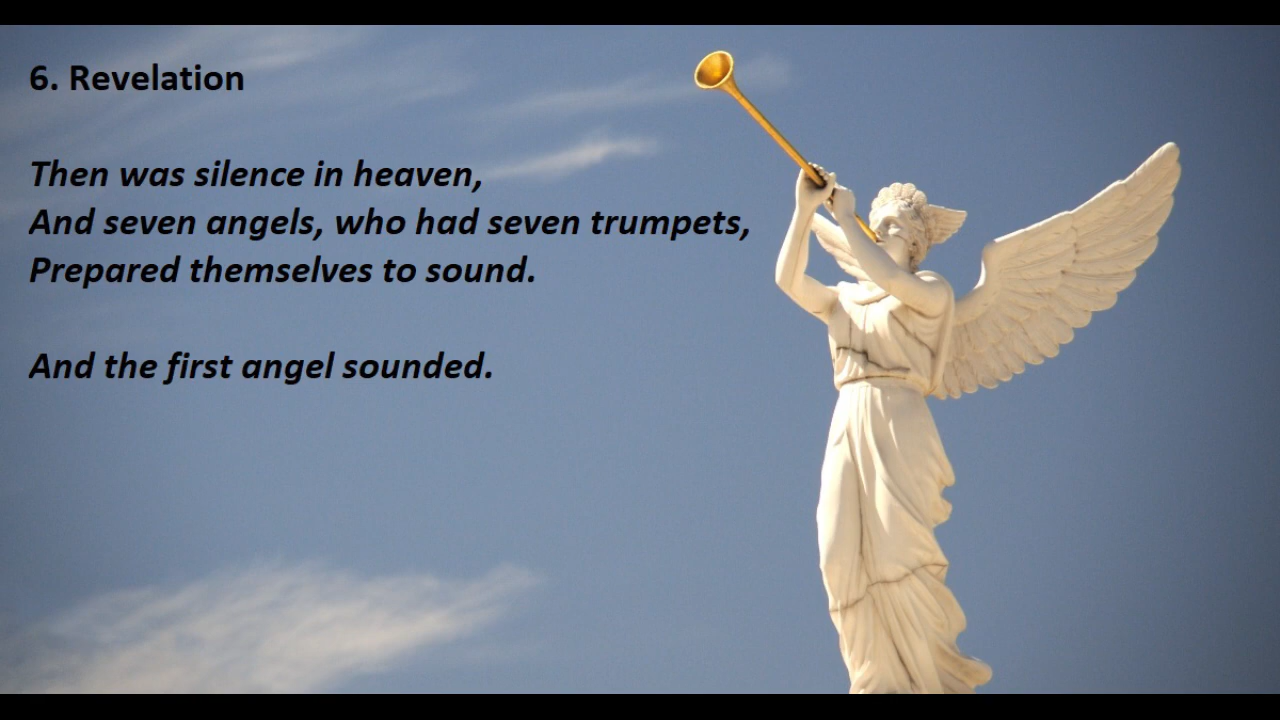 6. Revelation
Then was silence in heaven,
And seven angels, who had seven trumpets,
Prepared themselves to sound.
And the first angel sounded.